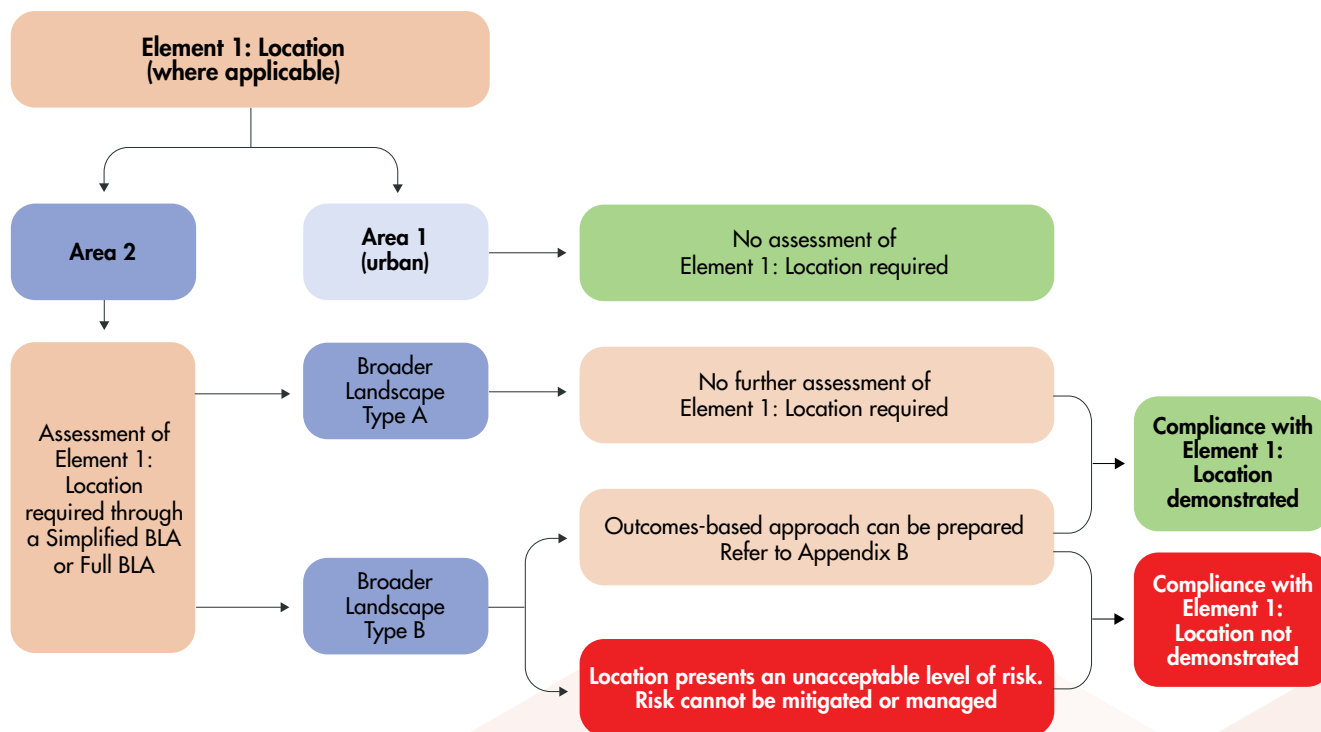 Element 1: Location
(where applicable)
Area 2
Area 1
(urban)
No assessment of
Element 1: Location required
Assessment of
Element 1:
Location
required through
a Simplified BLA
or Full BLA
Broader
Landscape
Type A
No further assessment of
Element 1: Location required
Compliance with
Element 1:
Location
demonstrated
Broader
Landscape
Type B
Outcomes-based approach can be prepared
Refer to Appendix B
Location presents an unacceptable level of risk.
Risk cannot be mitigated or managed
Compliance with
Element 1:
Location not
demonstrated